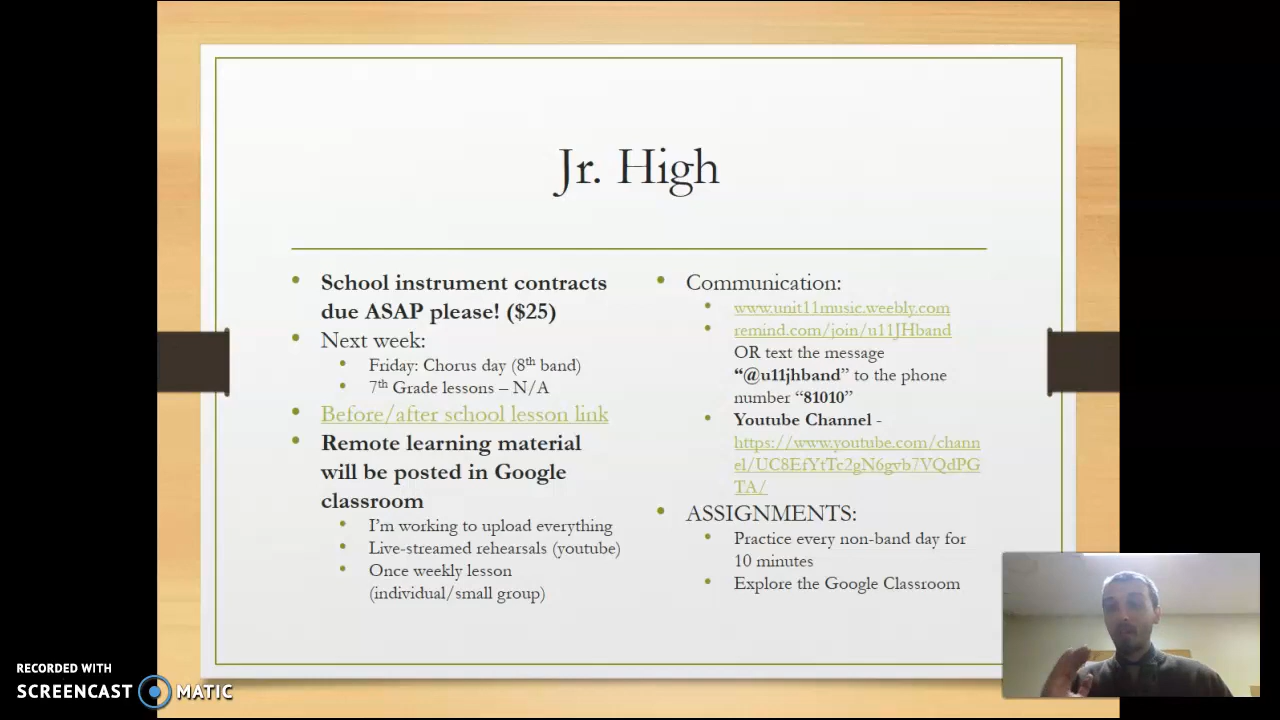 Jr. High
School instrument contracts
due ASAP please! ($25)
Next week:
Friday: Chorus day (8th band)
7th Grade lessons – N/A
Before/after school lesson link
Remote learning material
will be posted in Google
classroom
I'm working to upload everything
Live-streamed rehearsals (youtube)
Once weekly lesson
(individual/small group)
Communication:
www.unit11music.weebly.com
remind.com/join/u11JHband
OR text the message
“@u11jhband” to the phone
number “81010”
Youtube Channel -
https://www.youtube.com/chann
el/UC8EfYtTc2gN6gvb7VQdPG
TA/
ASSIGNMENTS:
Practice every non-band day for
10 minutes
Explore the Google Classroom
RECORDED WITH
SCREENCAST MATIC